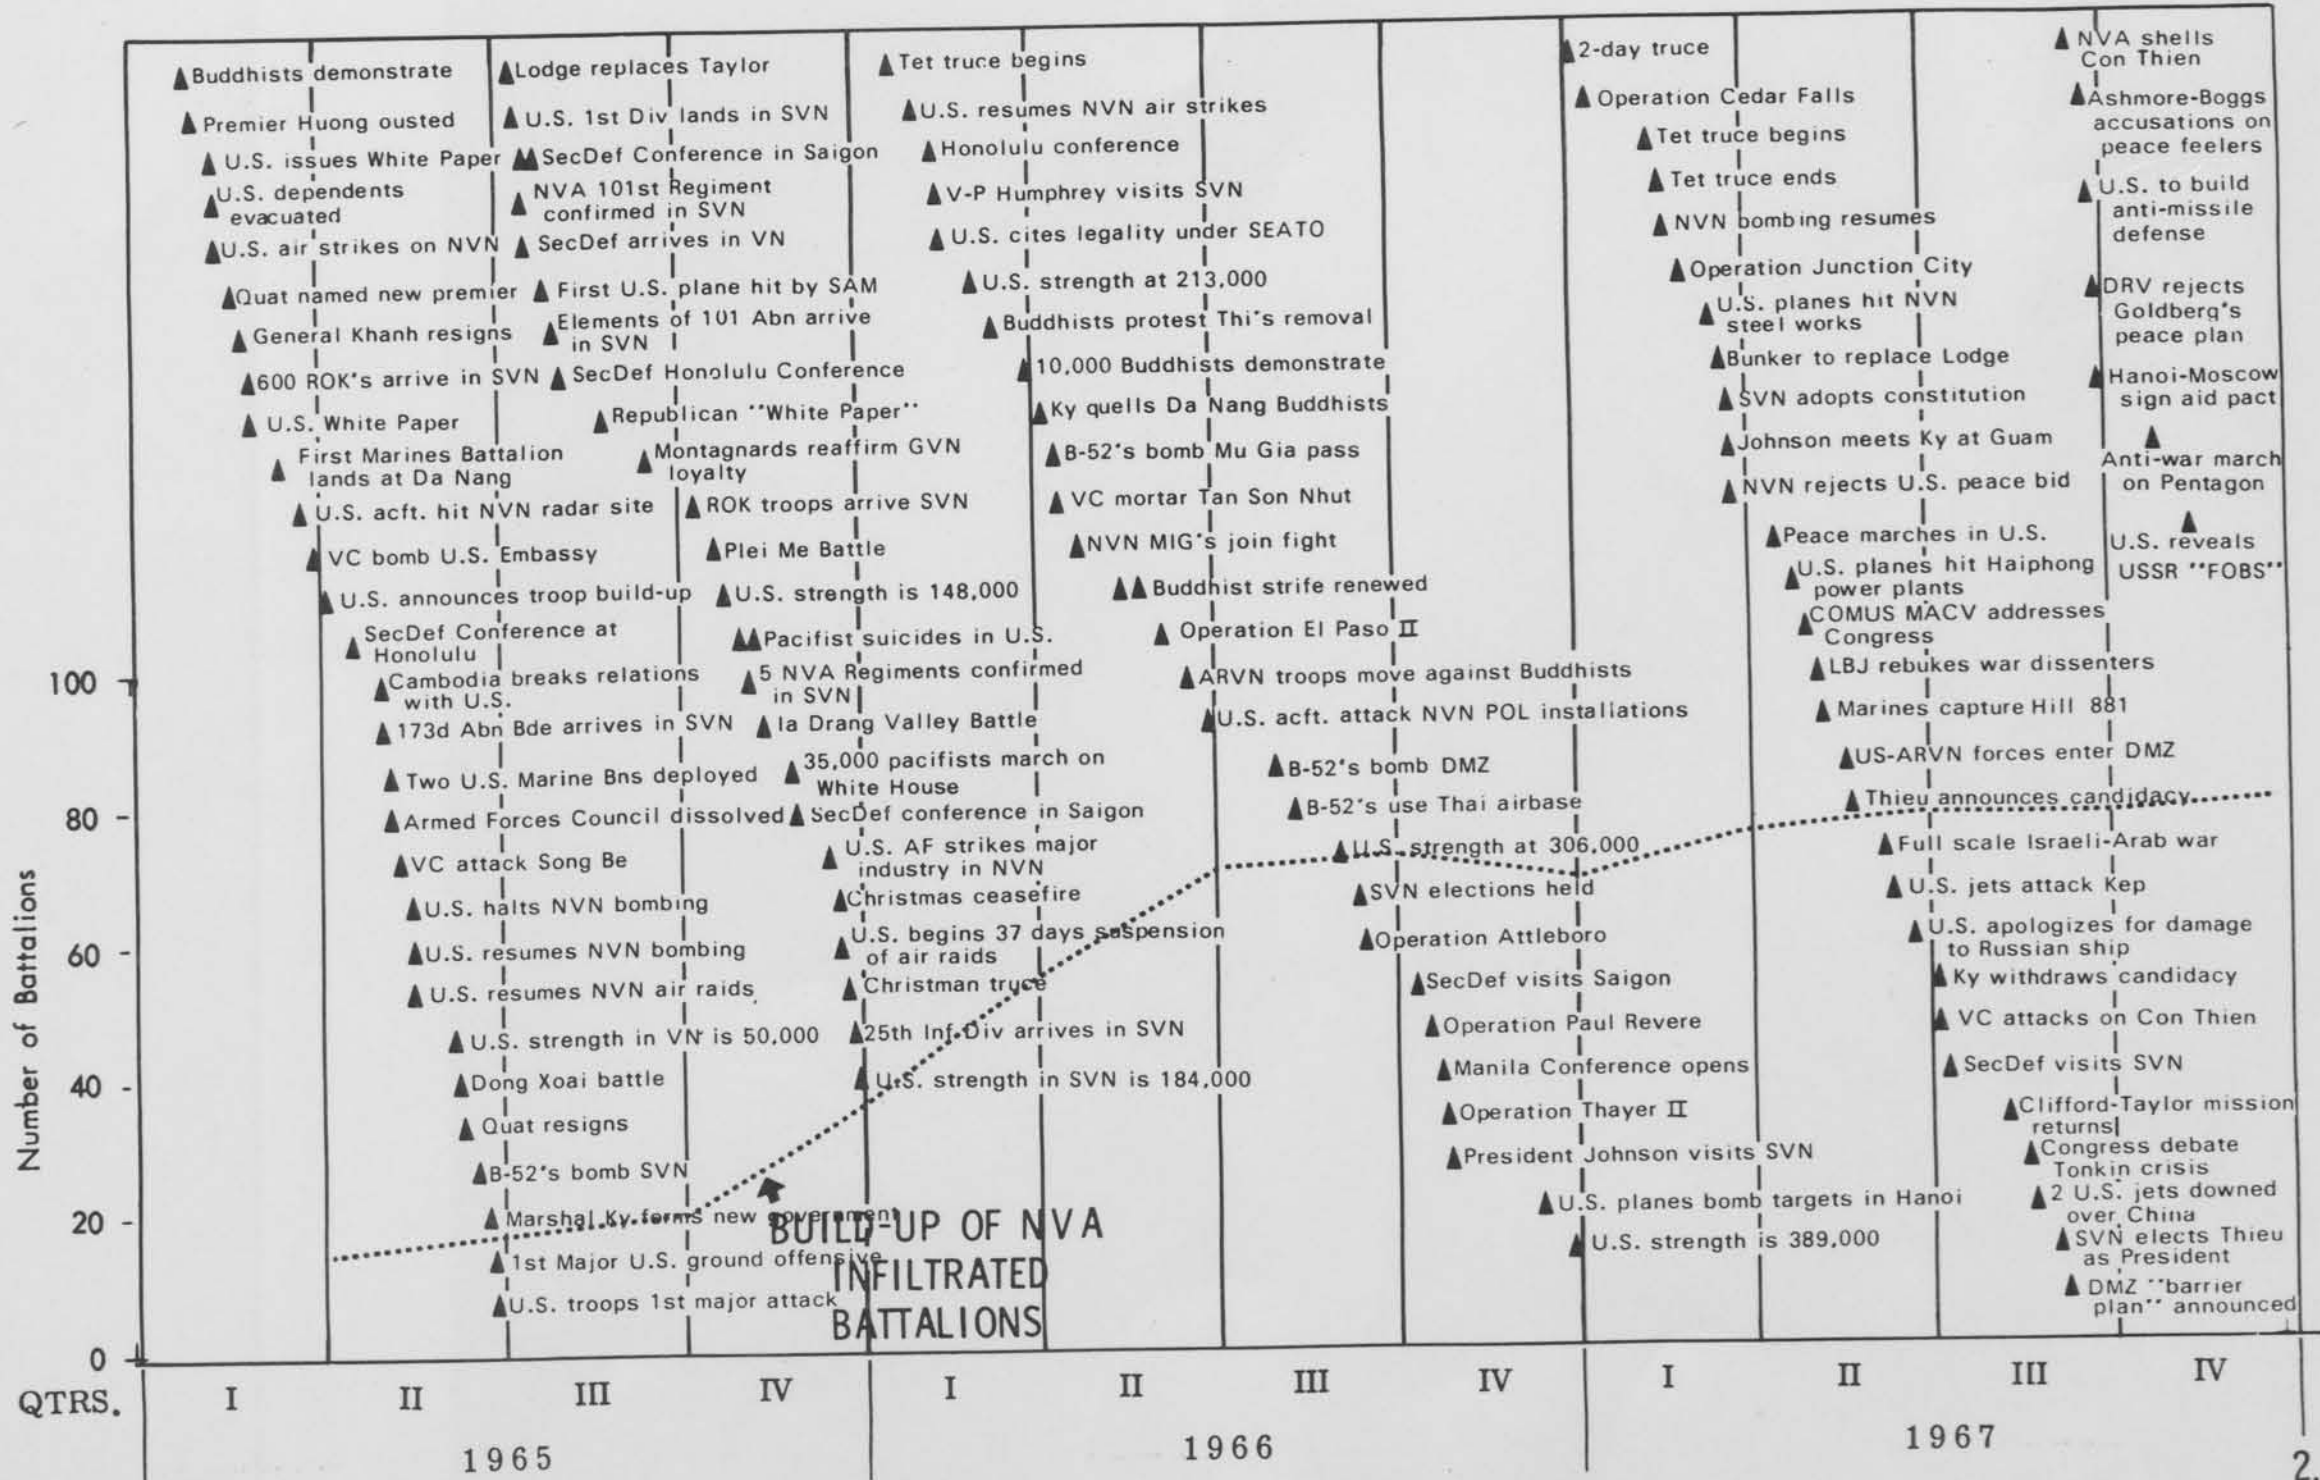 Buddhists demonstrate
Premier Huong ousted
U.S. issues White Paper
U.S. dependents
evacuated
U.S. air strikes on NVN
Quat named new premier
General Khanh resigns
600 ROK's arrive in SVN
U.S. White Paper
First Marines Battalion
lands at Da Nang
U.S. acft. hit NVN radar site
VC bomb U.S. Embassy
U.S. announces troop build-up
SecDef Conference at
Honolulu
Cambodia breaks relations
with U.S.
173d Abn Bde arrives in SVN
Two U.S. Marine Bns deployed
Armed Forces Council dissolved
VC attack Song Be
U.S. halts NVN bombing
U.S. resumes NVN bombing
U.S. resumes NVN air raids
U.S. strength in VN is 50,000
Dong Xoai battle
Quat resigns
B-52's bomb SVN
Marshal Ky forms new government
1st Major U.S. ground offensive
U.S. troops 1st major attack
Lodge replaces Taylor
U.S. 1st Div lands in SVN
SecDef Conference in Saigon
NVA 101st Regiment
confirmed in SVN
SecDef arrives in VN
First U.S. plane hit by SAM
Elements of 101 Abn arrive
in SVN
SecDef Honolulu Conference
Republican "White Paper"
Montagnards reaffirm GVN
loyalty
ROK troops arrive SVN
Plei Me Battle
U.S. strength is 148,000
Pacifist suicides in U.S.
5 NVA Regiments confirmed
in SVN
Ia Drang Valley Battle
35,000 pacifists march on
White House
SecDef conference in Saigon
U.S. AF strikes major
industry in NVN
Christmas ceasefire
U.S. begins 37 days suspension
of air raids
Christman truce
25th Inf Div arrives in SVN
U.S. strength in SVN is 184,000
BUILD-UP OF NVA
INFILTRATED
BATTALIONS
Tet truce begins
U.S. resumes NVN air strikes
Honolulu conference
V-P Humphrey visits SVN
U.S. cites legality under SEATO
U.S. strength at 213,000
Buddhists protest Thi's removal
10,000 Buddhists demonstrate
Ky quells Da Nang Buddhists
B-52's bomb Mu Gia pass
VC mortar Tan Son Nhut
NVN MIG's join fight
Buddhist strife renewed
Operation El Paso II
ARVN troops move against Buddhists
U.S. acft. attack NVN POL installations
B-52's bomb DMZ
B-52's use Thai airbase
U.S. strength at 306,000
SVN elections held
Operation Attleboro
SecDef visits Saigon
Operation Paul Revere
Manila Conference opens
Operation Thayer II
President Johnson visits SVN
U.S. planes bomb targets in Hanoi
U.S. strength is 389,000
2-day truce
Operation Cedar Falls
Tet truce begins
Tet truce ends
NVN bombing resumes
Operation Junction City
U.S. planes hit NVN
steel works
Bunker to replace Lodge
SVN adopts constitution
Johnson meets Ky at Guam
NVN rejects U.S. peace bid
Peace marches in U.S.
U.S. planes hit Haiphong
power plants
COMUS MACV addresses
Congress
LBJ rebukes war dissenters
Marines capture Hill 881
US-ARVN forces enter DMZ
Thieu announces candidacy
Full scale Israeli-Arab war
U.S. jets attack Kep
U.S. apologizes for damage
to Russian ship
Ky withdraws candidacy
VC attacks on Con Thien
SecDef visits SVN
Clifford-Taylor mission
returns
Congress debate
Tonkin crisis
2 U.S. jets downed
over China
SVN elects Thieu
as President
DMZ "barrier
plan" announced
NVA shells
Con Thien
Ashmore-Boggs
accusations on
peace feelers
U.S. to build
anti-missile
defense
DRV rejects
Goldberg's
peace plan
Hanoi-Moscow
sign aid pact
Anti-war march
on Pentagon
U.S. reveals
USSR "FOBS"
Number of Battalions
100
80
60
40
20
0
QTRS. I II III IV I II III IV I II III IV
1965 1966 1967
2